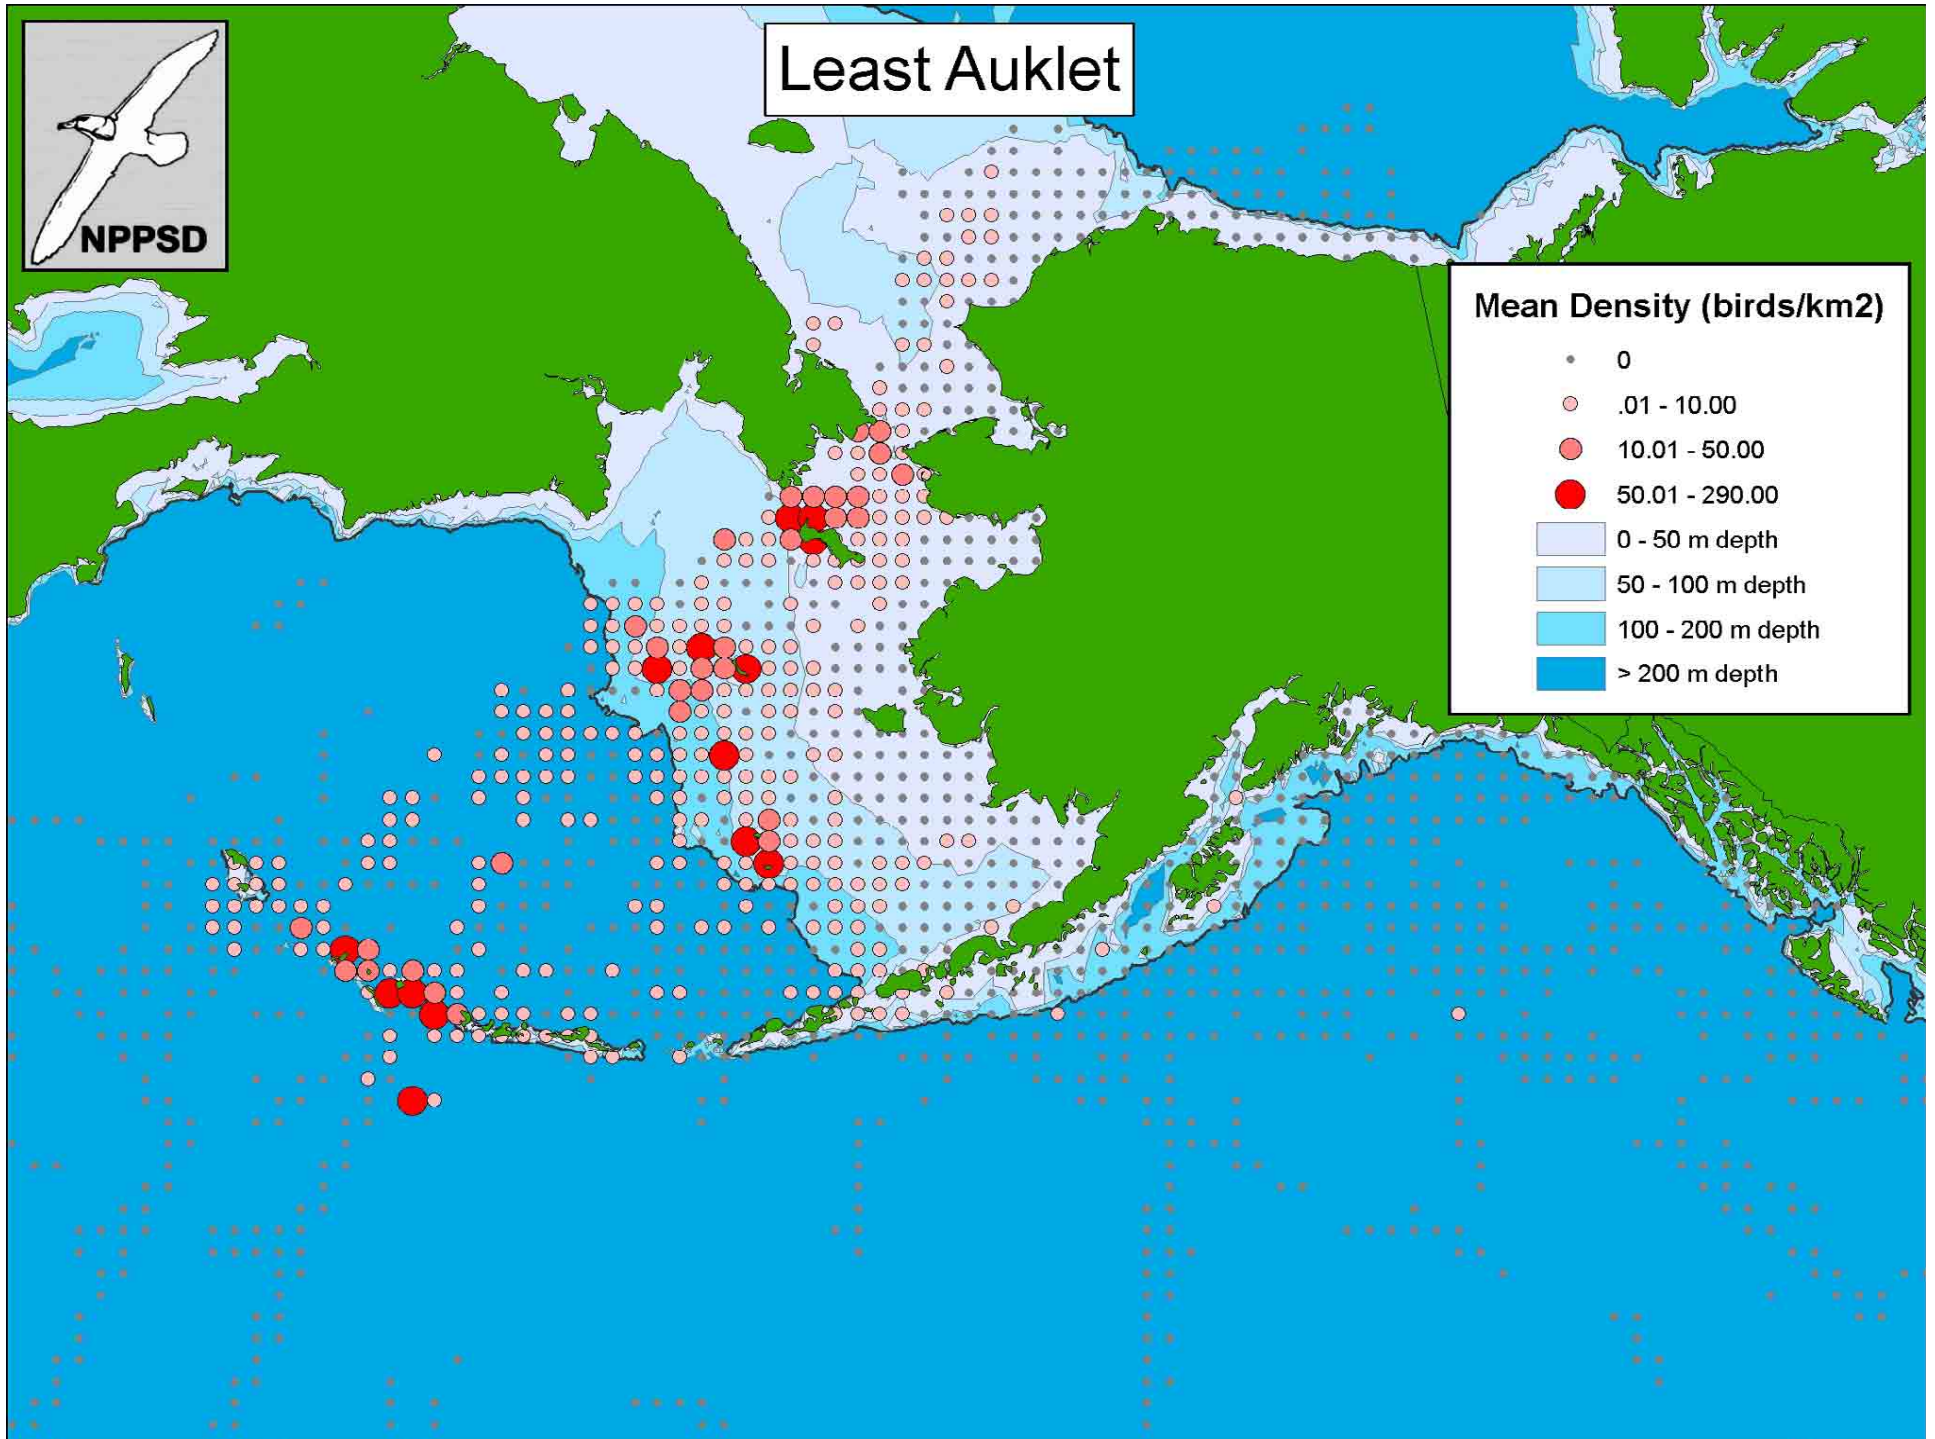 Least Auklet
NPPSD
Mean Density (birds/km2)
0
.01 - 10.00
10.01 - 50.00
50.01 - 290.00
0 - 50 m depth
50 - 100 m depth
100 - 200 m depth
> 200 m depth